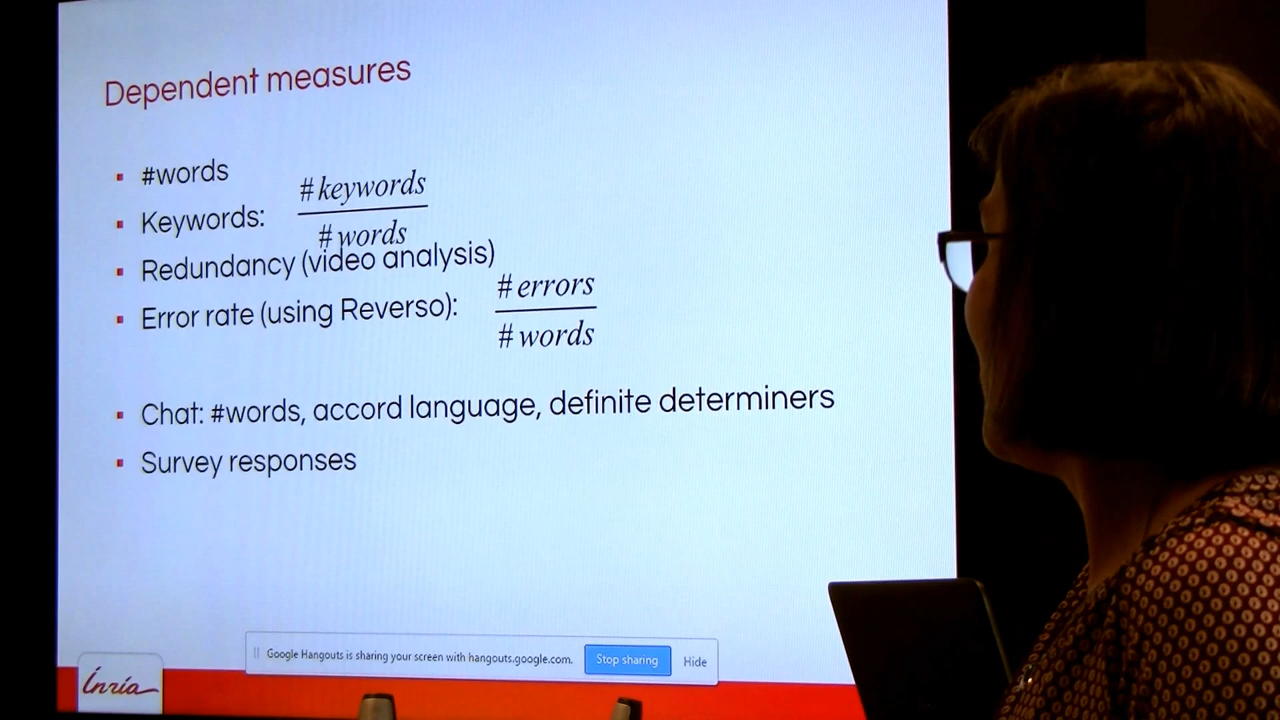 Dependent measures
#words
Keywords: #keywords
#words
Redundancy (video analysis)
Error rate (using Reverso): #errors
#words
Chat: #words, accord language, definite determiners
Survey responses
Google Hangouts is sharing your screen with hangouts.google.com. Stop sharing Hide
Inria